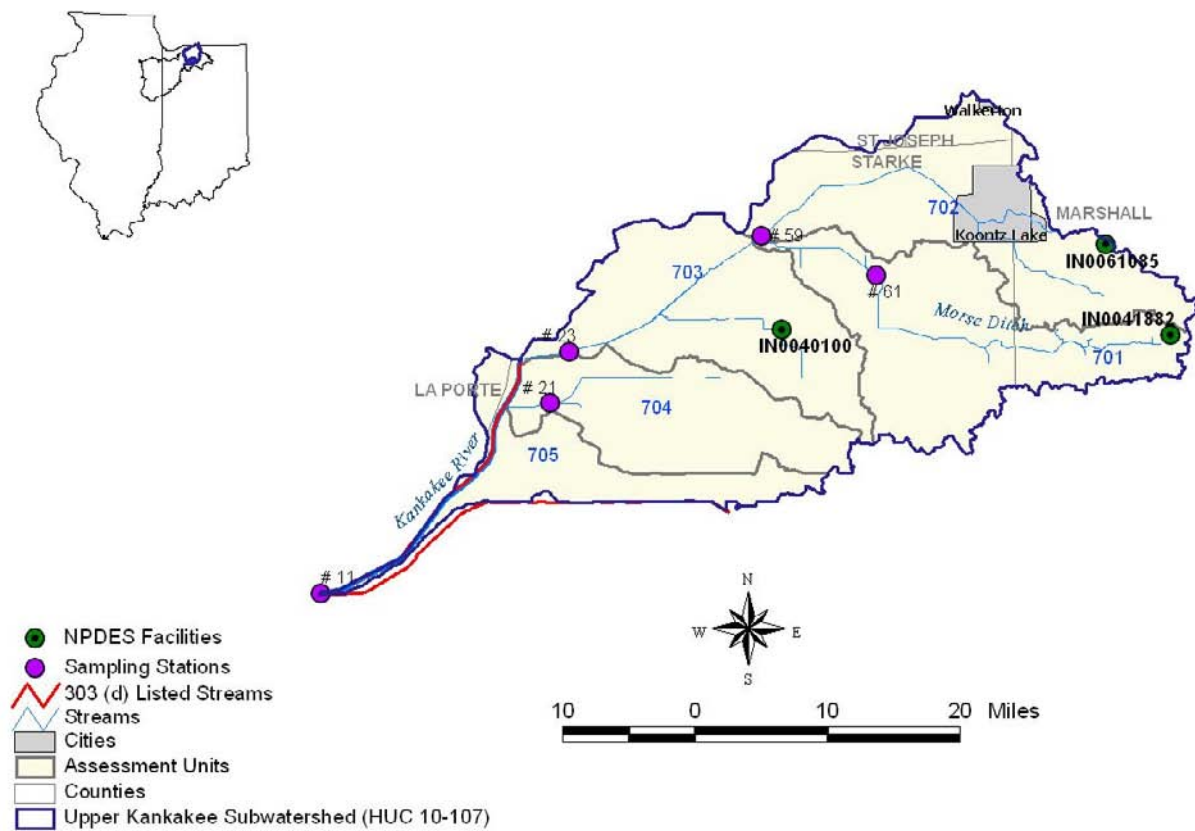 Walkerton
ST JOSEPH
STARKE
702
MARSHALL
Koontz Lake
# 59
IN0061085
703
# 61
Morse Ditch
IN0041882
IN0040100
701
# 23
LA PORTE
# 21
704
705
Kankakee River
# 11
N
W E
S
NPDES Facilities
Sampling Stations
303 (d) Listed Streams
Streams
Cities
Assessment Units
Counties
Upper Kankakee Subwatershed (HUC 10-107)
10 0 10 20 Miles